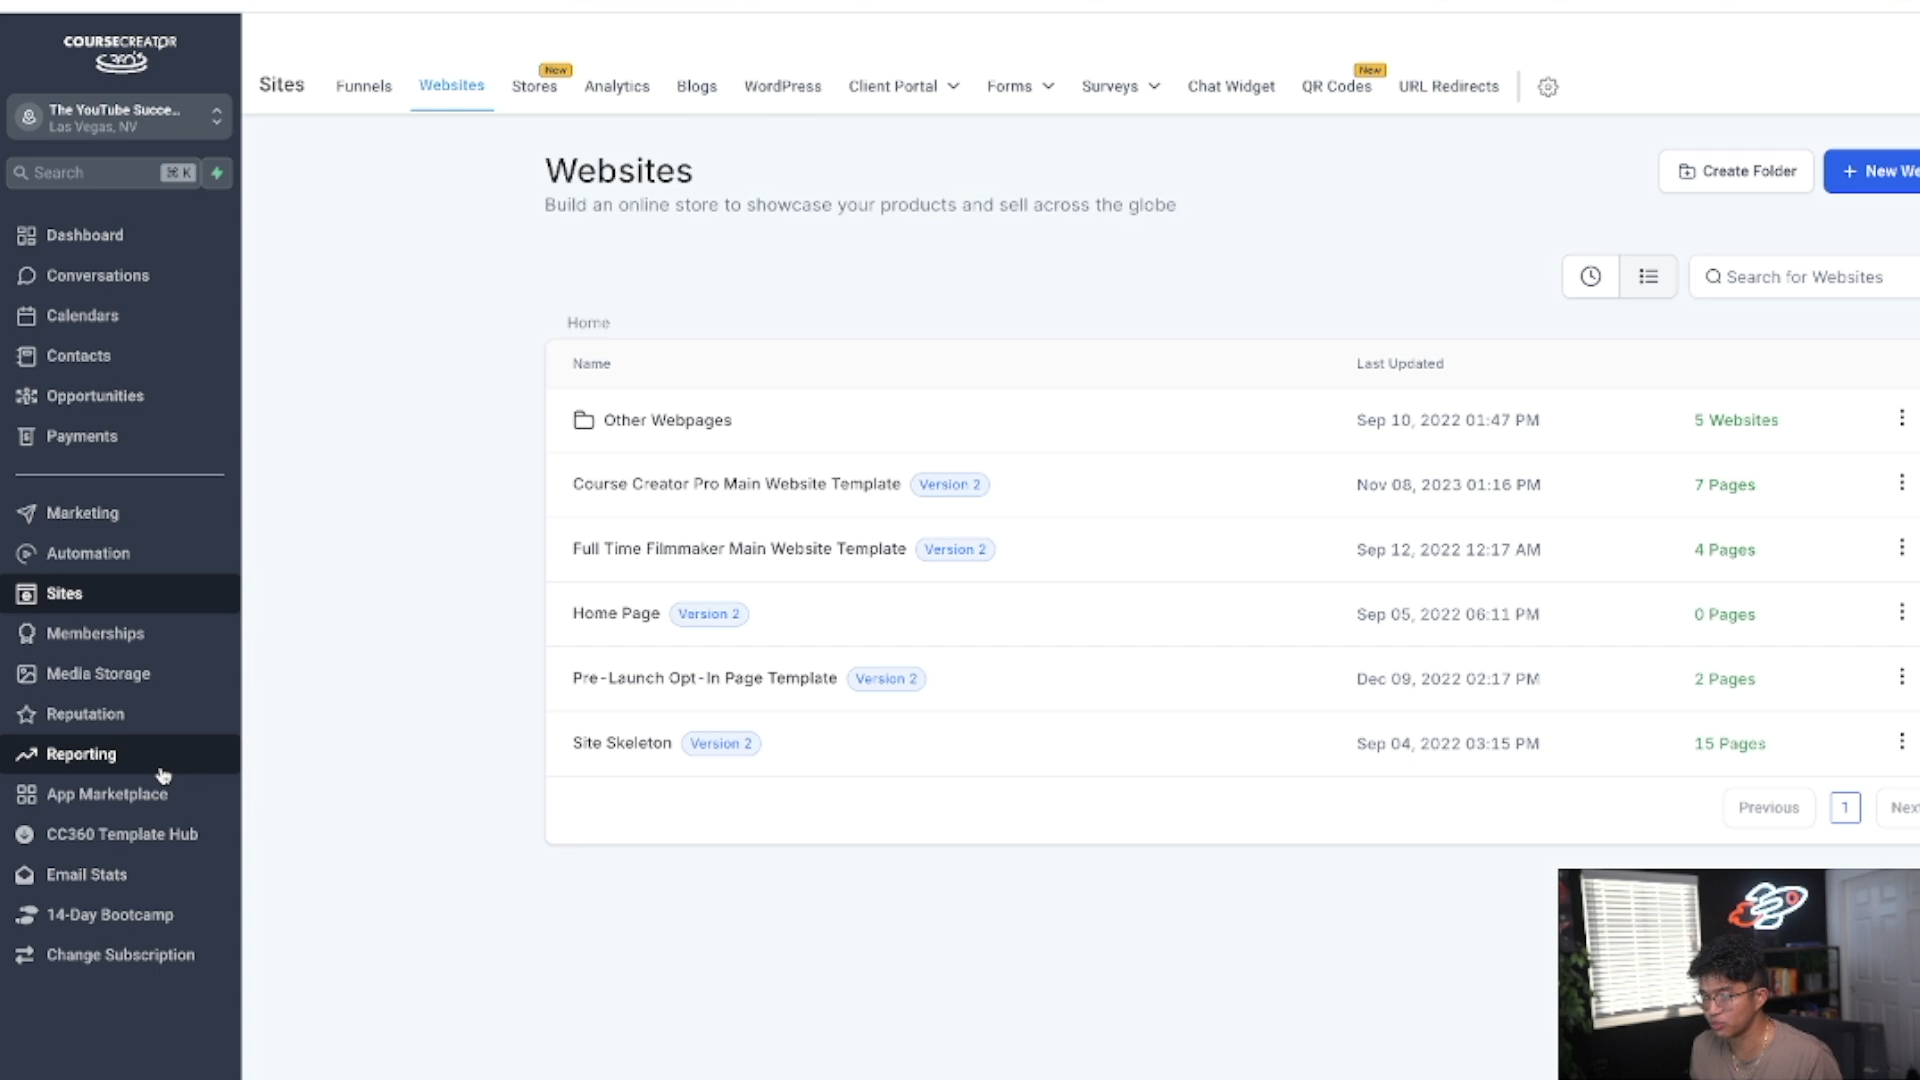 COURSECREATOR
360
The YouTube Succe...
Las Vegas, NV
Search ⌘ K
Dashboard
Conversations
Calendars
Contacts
Opportunities
Payments
Marketing
Automation
Sites
Memberships
Media Storage
Reputation
Reporting
App Marketplace
CC360 Template Hub
Email Stats
14-Day Bootcamp
Change Subscription
New New
Sites Funnels Websites Stores Analytics Blogs WordPress Client Portal Forms Surveys Chat Widget QR Codes URL Redirects
Websites
Build an online store to showcase your products and sell across the globe
Create Folder + New We
Search for Websites
Home
Name Last Updated
Other Webpages Sep 10, 2022 01:47 PM 5 Websites
Course Creator Pro Main Website Template Version 2 Nov 08, 2023 01:16 PM 7 Pages
Full Time Filmmaker Main Website Template Version 2 Sep 12, 2022 12:17 AM 4 Pages
Home Page Version 2 Sep 05, 2022 06:11 PM 0 Pages
Pre-Launch Opt-In Page Template Version 2 Dec 09, 2022 02:17 PM 2 Pages
Site Skeleton Version 2 Sep 04, 2022 03:15 PM 15 Pages
Previous 1 Next